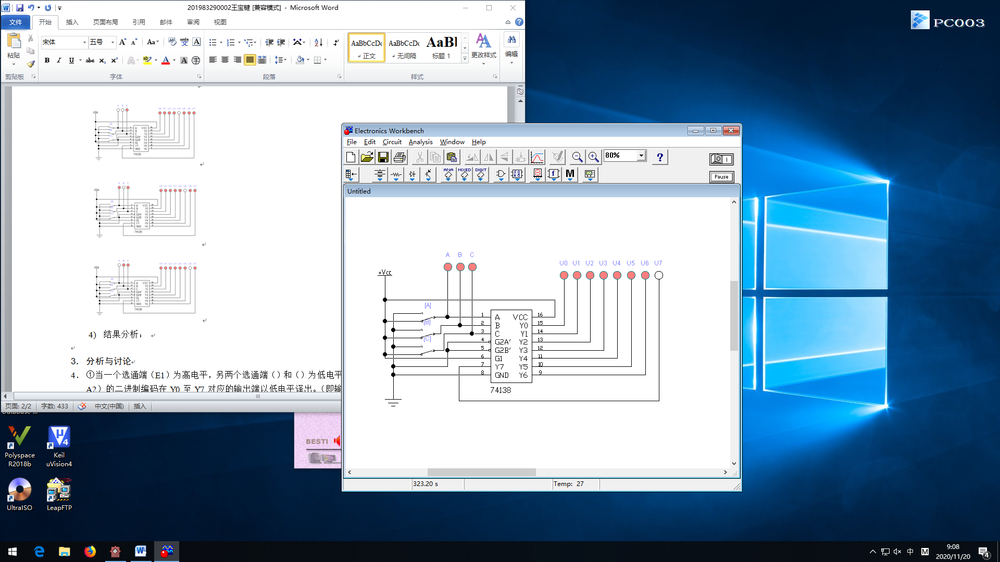 201983290002王宝楗 [兼容模式] - Microsoft Word
文件 开始 插入 页面布局 引用 邮件 审阅 视图
宋体 五号
粘贴
剪贴板 字体 段落 样式
AaBbCcDc AaBbCcDc AaBl
正文 无间隔 标题 1 更改样式 编辑
4) 结果分析：
3. 分析与讨论
4. ①当一个选通端（E1）为高电平，另两个选通端（）和（）为低电平
A2）的二进制编码在 Y0 至 Y7 对应的输出端以低电平译出。（即输
页面: 2/2 字数: 433 中文(中国) 插入
PC003
Electronics Workbench
File Edit Circuit Analysis Window Help
80%
ANA MIXED DIGIT
Pause
Untitled
A B C
U0 U1 U2 U3 U4 U5 U6 U7
+Vcc
[A]
[B]
[C]
1 A VCC 16
2 B Y0 15
3 C Y1 14
4 G2A' Y2 13
5 G2B' Y3 12
6 G1 Y4 11
7 Y7 Y5 10
8 GND Y6 9
74138
323.20 s Temp: 27
BESTI
Polyspace R2018b
Keil uVision4
UltraISO
LeapFTP
中 M
9:08
2020/11/20
4